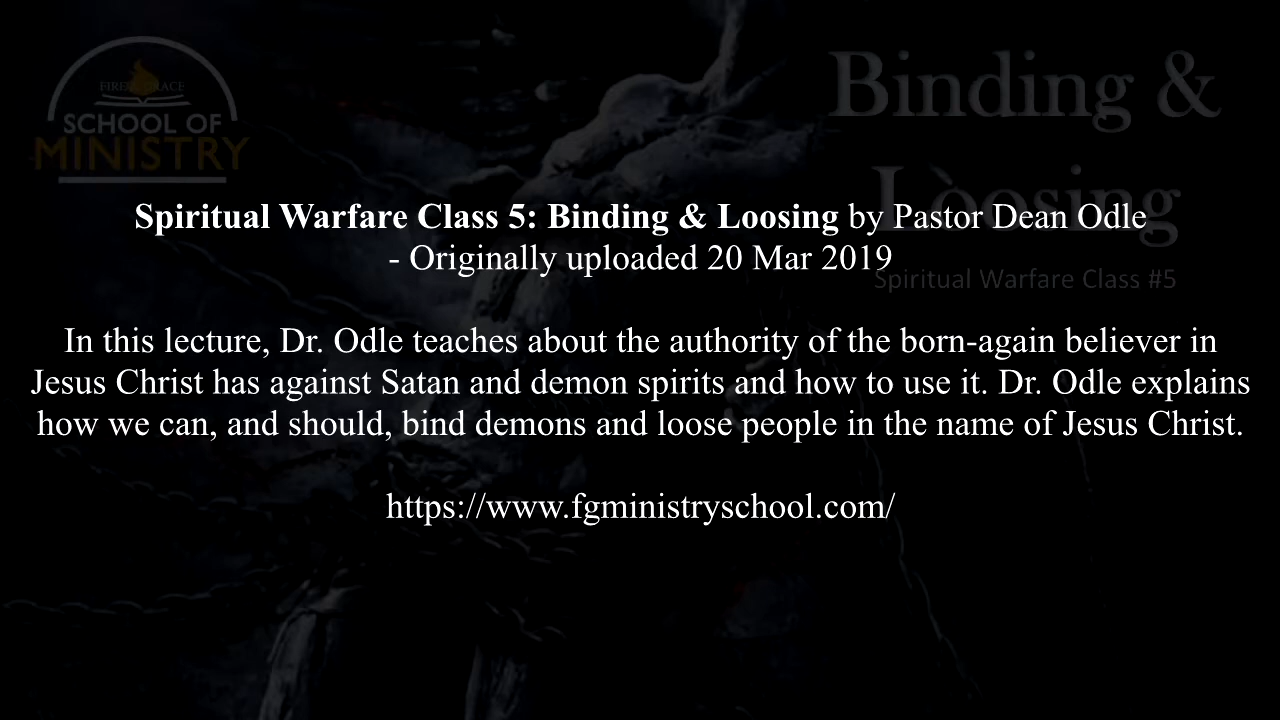 FIRE & GRACE
SCHOOL OF
MINISTRY
Binding &
Loosing
Spiritual Warfare Class #5
Spiritual Warfare Class 5: Binding & Loosing by Pastor Dean Odle
- Originally uploaded 20 Mar 2019
In this lecture, Dr. Odle teaches about the authority of the born-again believer in
Jesus Christ has against Satan and demon spirits and how to use it. Dr. Odle explains
how we can, and should, bind demons and loose people in the name of Jesus Christ.
https://www.fgministryschool.com/